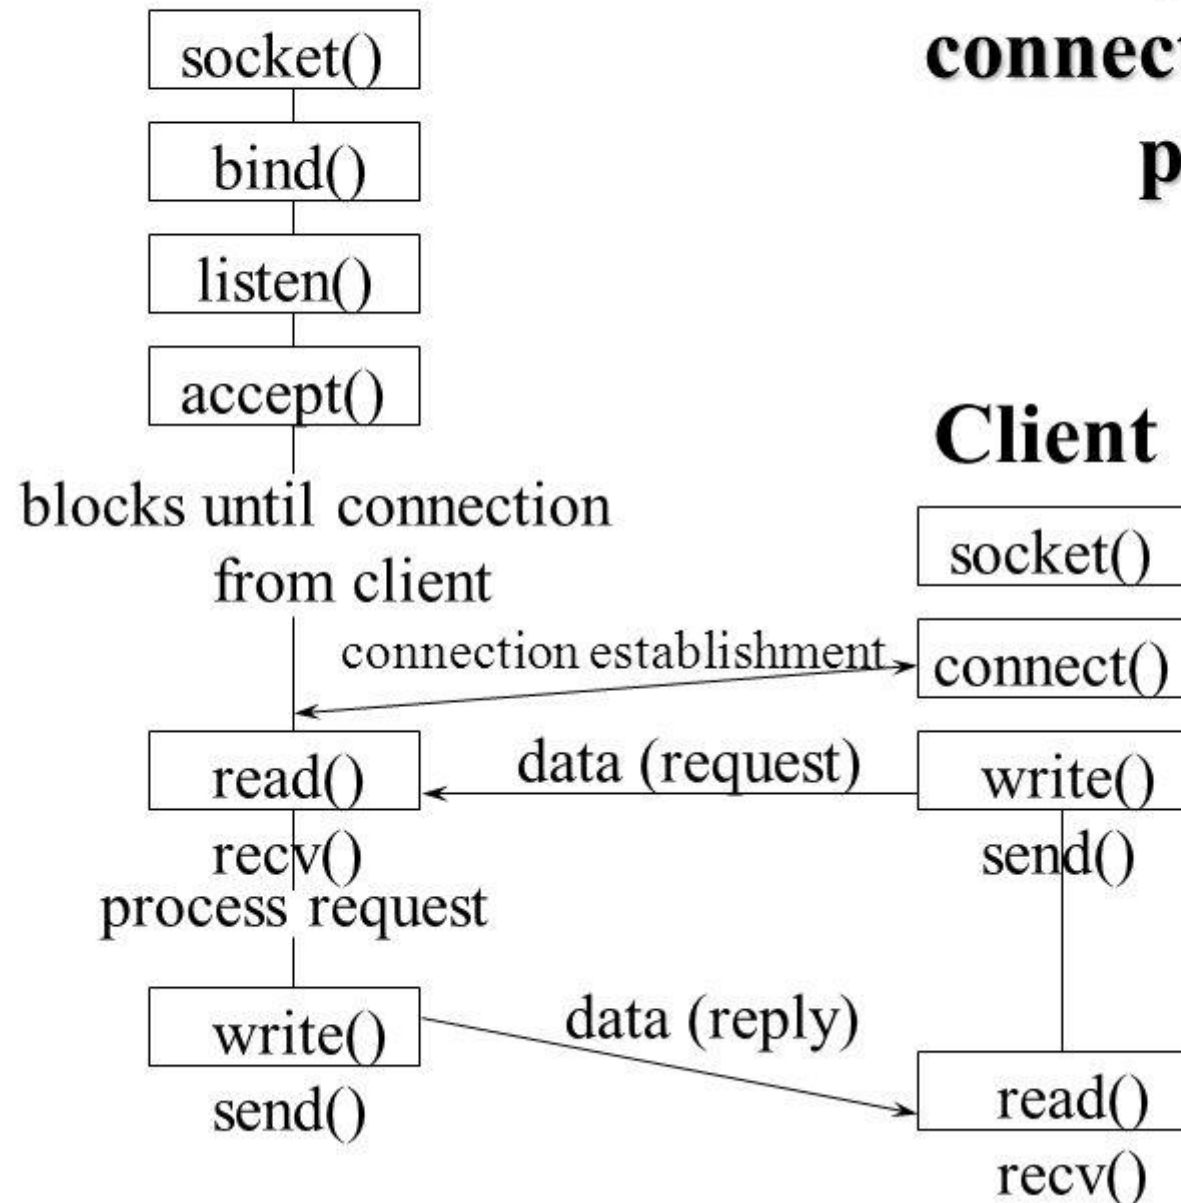 socket()
bind()
listen()
accept()
blocks until connection
from client
connection establishment
read()
data (request)
recv()
process request
write()
data (reply)
send()
Client
socket()
connect()
write()
send()
read()
recv()